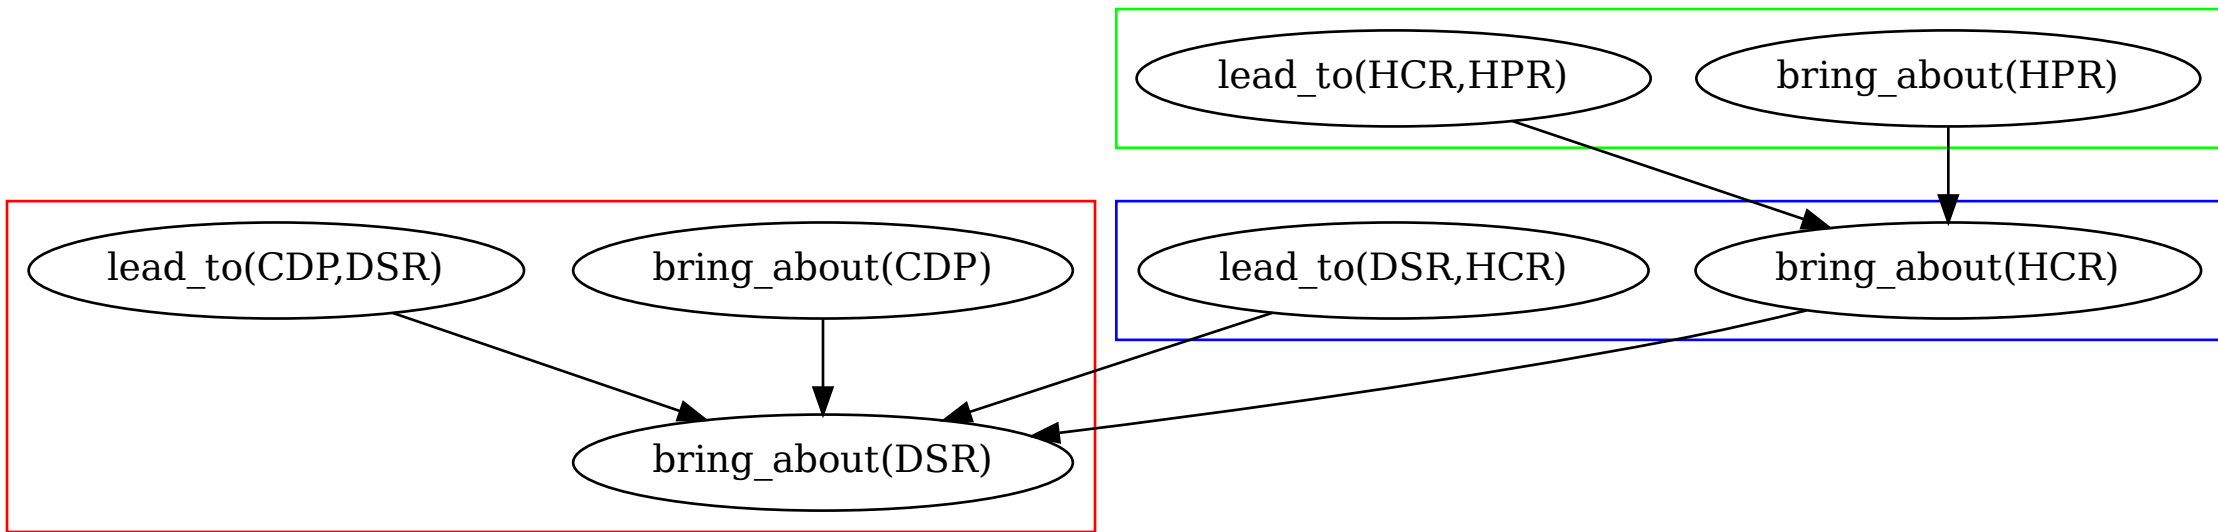 lead_to(HCR,HPR)
bring_about(HPR)
lead_to(CDP,DSR)
bring_about(CDP)
lead_to(DSR,HCR)
bring_about(HCR)
bring_about(DSR)